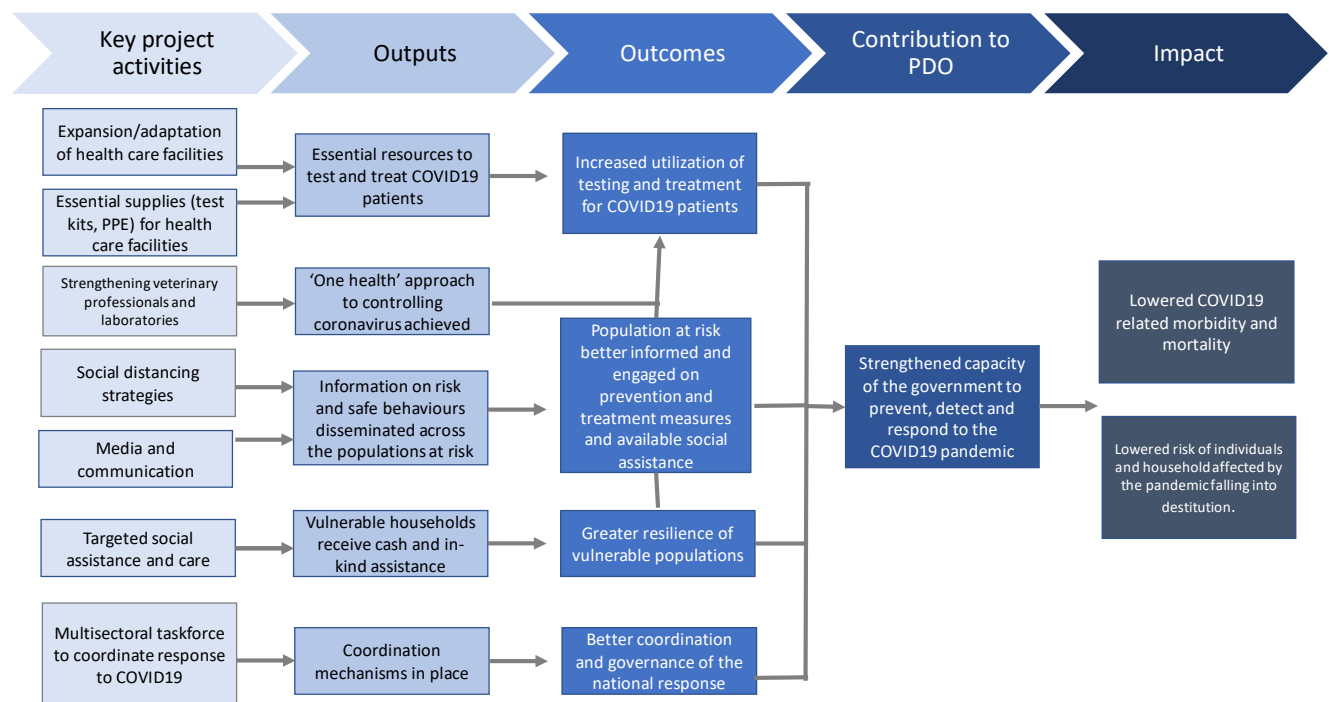 Key project
activities
Outputs
Outcomes
Contribution to
PDO
Impact
Expansion/adaptation
of health care facilities
Essential supplies (test
kits, PPE) for health
care facilities
Strengthening veterinary
professionals and
laboratories
Social distancing
strategies
Media and
communication
Targeted social
assistance and care
Multisectoral taskforce
to coordinate response
to COVID19
Essential resources to
test and treat COVID19
patients
‘One health’ approach
to controlling
coronavirus achieved
Information on risk
and safe behaviours
disseminated across
the populations at risk
Vulnerable households
receive cash and in-
kind assistance
Coordination
mechanisms in place
Increased utilization of
testing and treatment
for COVID19 patients
Population at risk
better informed and
engaged on
prevention and
treatment measures
and available social
assistance
Greater resilience of
vulnerable populations
Better coordination
and governance of the
national response
Strengthened capacity
of the government to
prevent, detect and
respond to the
COVID19 pandemic
Lowered COVID19
related morbidity and
mortality
Lowered risk of individuals
and household affected by
the pandemic falling into
destitution.